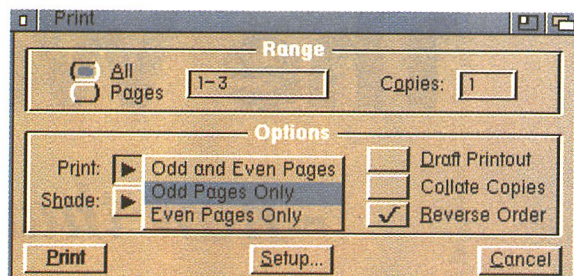 Print
Range
All
Pages
1-3
Copies: 1
Options
Print: Odd and Even Pages
Odd Pages Only
Shade:
Even Pages Only
Draft Printout
Collate Copies
Reverse Order
Print Setup... Cancel